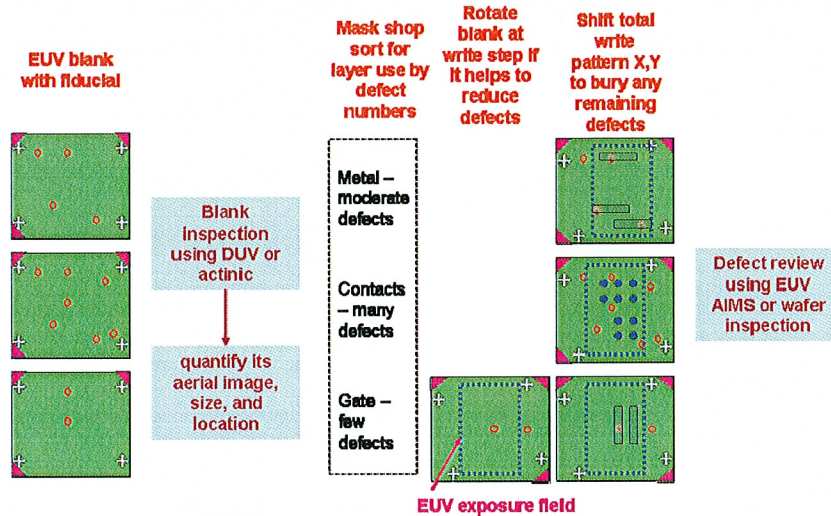 EUV blank
with fiducial
Blank
inspection
using DUV or
actinic
quantify its
aerial image,
size, and
location
Mask shop
sort for
layer use by
defect
numbers
Metal –
moderate
defects
Contacts
– many
defects
Gate –
few
defects
Rotate
blank at
write step if
it helps to
reduce
defects
EUV exposure field
Shift total
write
pattern X,Y
to bury any
remaining
defects
Defect review
using EUV
AIMS or wafer
inspection